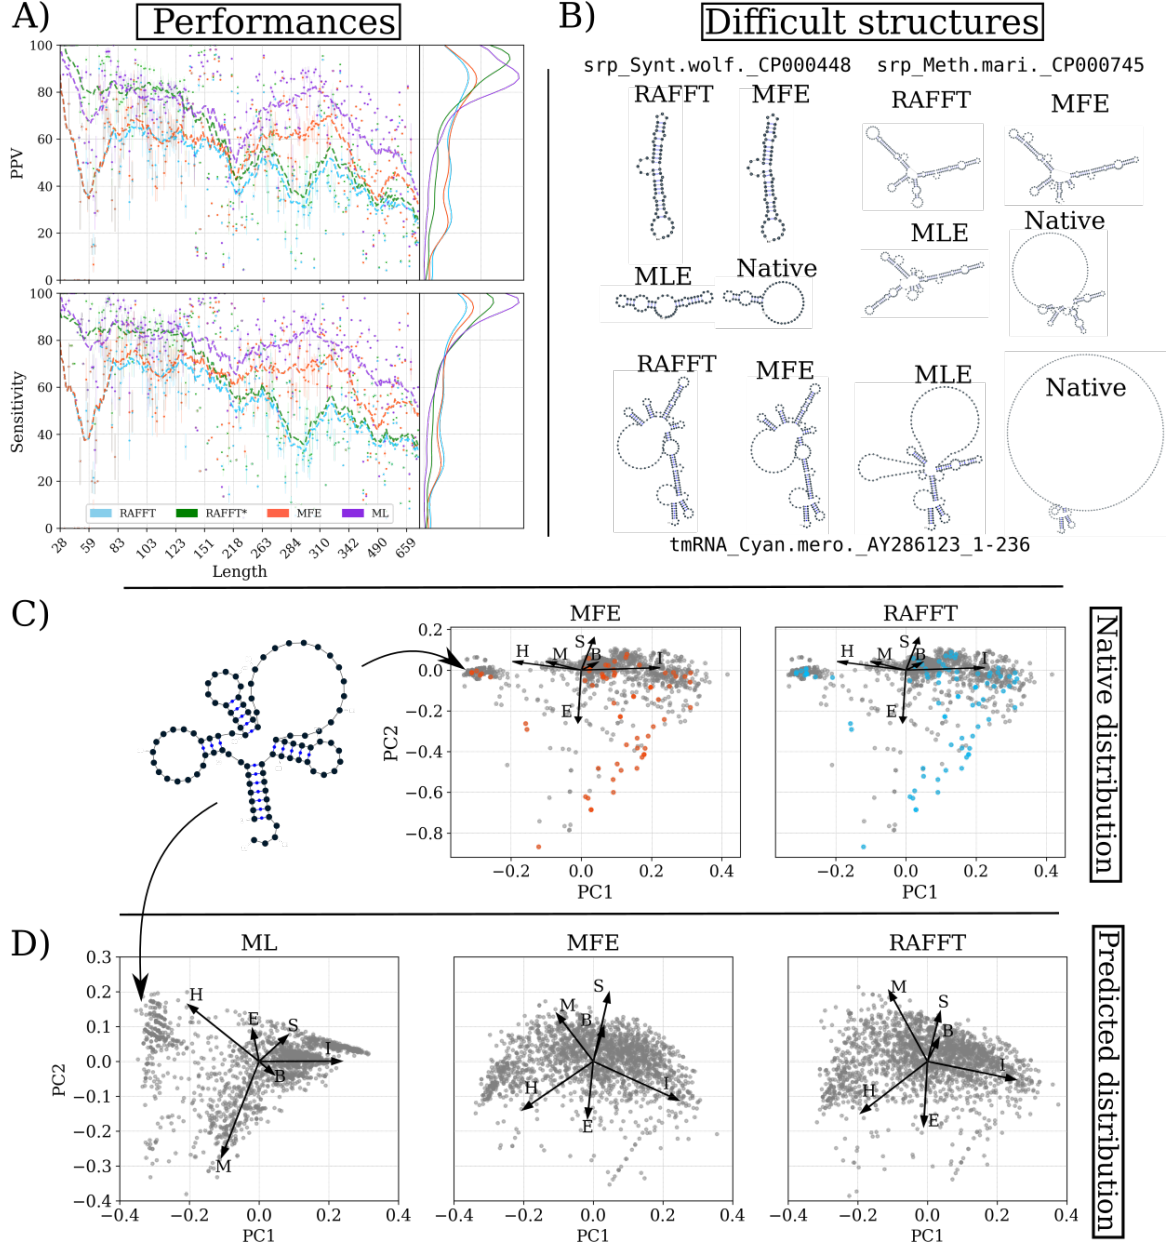 A)
Performances
100
80
60
40
20
0
PPV
100
80
60
40
20
0
Sensitivity
RAFFT
RAFFT*
MFE
ML
28
59
83
103
123
151
218
263
284
310
342
490
659
Length
B)
Difficult structures
srp_Synt.wolf._CP000448
srp_Meth.mari._CP000745
RAFFT
MFE
RAFFT
MFE
MLE
Native
MLE
Native
RAFFT
MFE
MLE
Native
tmRNA_Cyan.mero._AY286123_1-236
C)
MFE
0.2
0.0
−0.2
−0.4
−0.6
−0.8
PC2
H
M
S
B
I
E
−0.2
0.0
0.2
0.4
PC1
RAFFT
H
M
S
B
I
E
−0.2
0.0
0.2
0.4
PC1
Native distribution
D)
ML
0.3
0.2
0.1
0.0
−0.1
−0.2
−0.3
−0.4
PC2
H
E
S
I
B
M
−0.4
−0.2
0.0
0.2
0.4
PC1
MFE
M
B
S
H
E
I
−0.4
−0.2
0.0
0.2
0.4
PC1
RAFFT
M
S
B
H
E
I
−0.4
−0.2
0.0
0.2
0.4
PC1
Predicted distribution